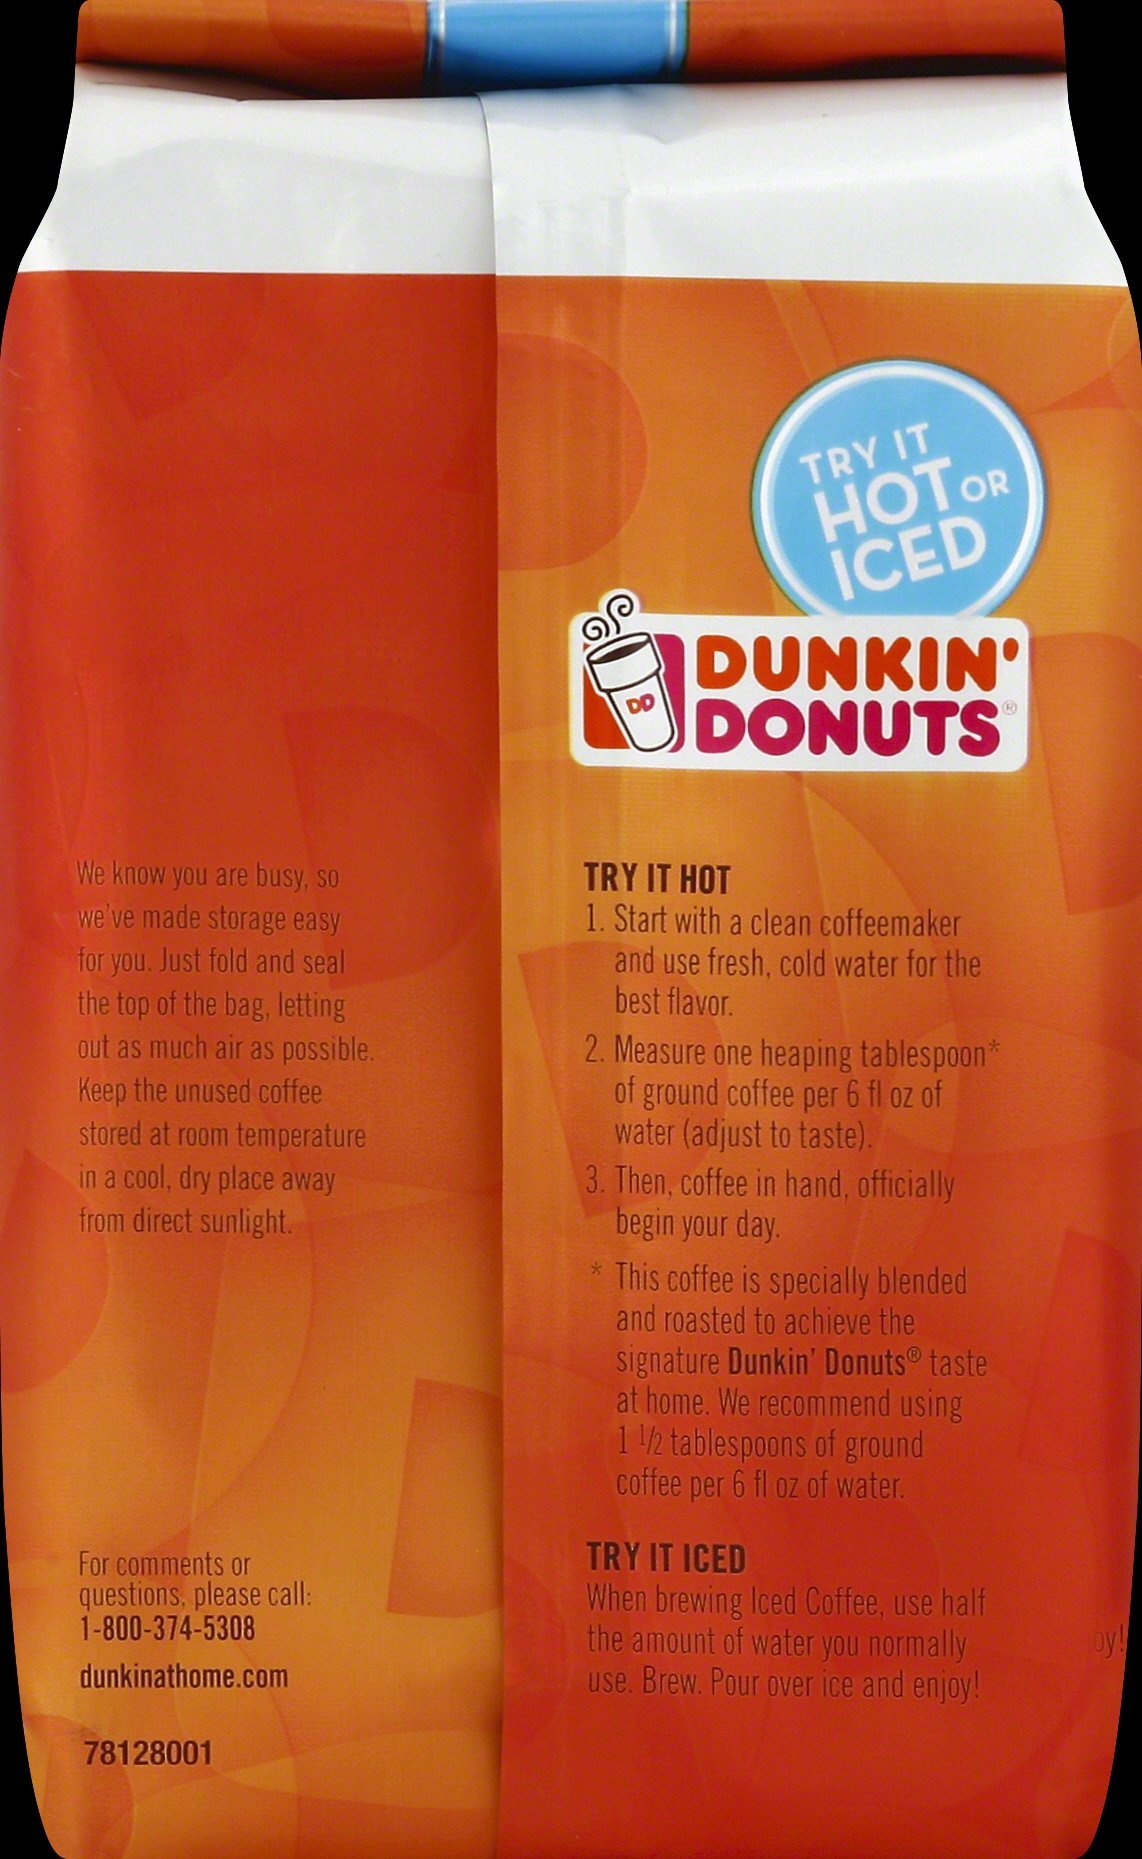 TRY IT
HOT OR
ICED
DD
DUNKIN'
DONUTS®
We know you are busy, so
we've made storage easy
for you. Just fold and seal
the top of the bag, letting
out as much air as possible.
Keep the unused coffee
stored at room temperature
in a cool, dry place away
from direct sunlight.
For comments or
questions, please call:
1-800-374-5308
dunkinathome.com
78128001
TRY IT HOT
1. Start with a clean coffeemaker
and use fresh, cold water for the
best flavor.
2. Measure one heaping tablespoon*
of ground coffee per 6 fl oz of
water (adjust to taste).
3. Then, coffee in hand, officially
begin your day.
* This coffee is specially blended
and roasted to achieve the
signature Dunkin' Donuts® taste
at home. We recommend using
1 1/2 tablespoons of ground
coffee per 6 fl oz of water.
TRY IT ICED
When brewing Iced Coffee, use half
the amount of water you normally
use. Brew. Pour over ice and enjoy!